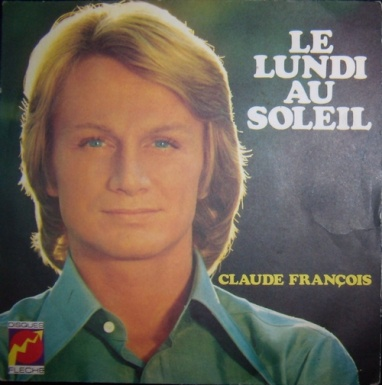 LE
LUNDI
AU
SOLEIL
CLAUDE FRANÇOIS
DISQUES
FLECHE